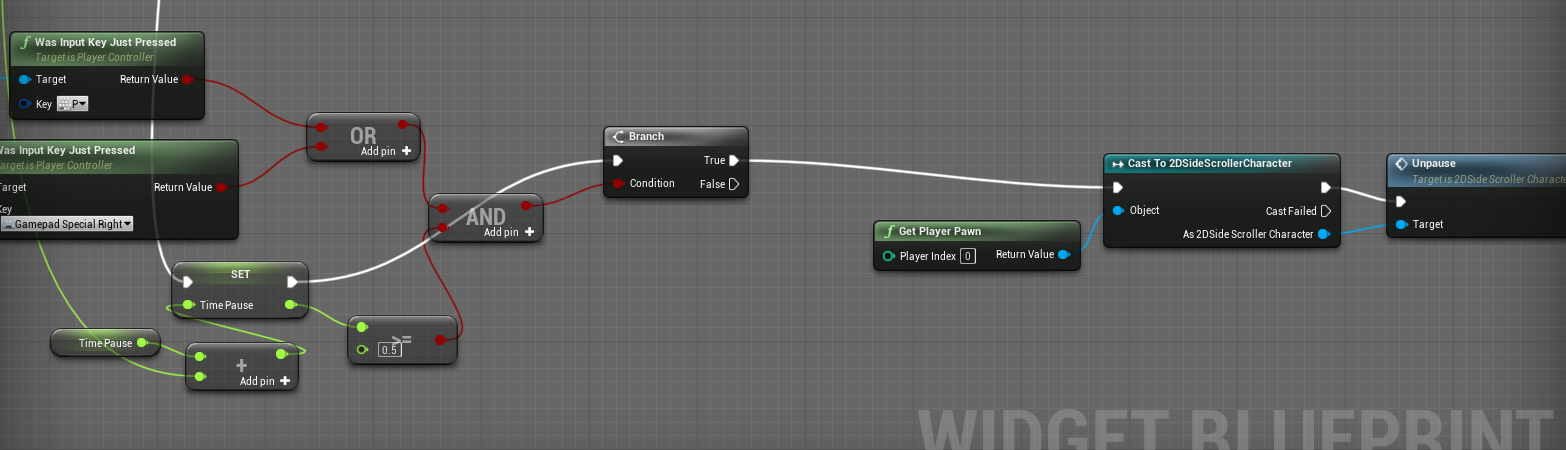 Was Input Key Just Pressed
Target is Player Controller
Target
Return Value
Key
P
Was Input Key Just Pressed
Target is Player Controller
Target
Return Value
Key
Gamepad Special Right
OR
Add pin +
AND
Add pin +
SET
Time Pause
Time Pause
+
Add pin +
>=
0.5
Branch
True
Condition
False
Get Player Pawn
Player Index 0
Return Value
Cast To 2DSideScrollerCharacter
Object
Cast Failed
As 2DSide Scroller Character
Unpause
Target is 2DSide Scroller Characte
Target
WIDGET BLUEPRINT